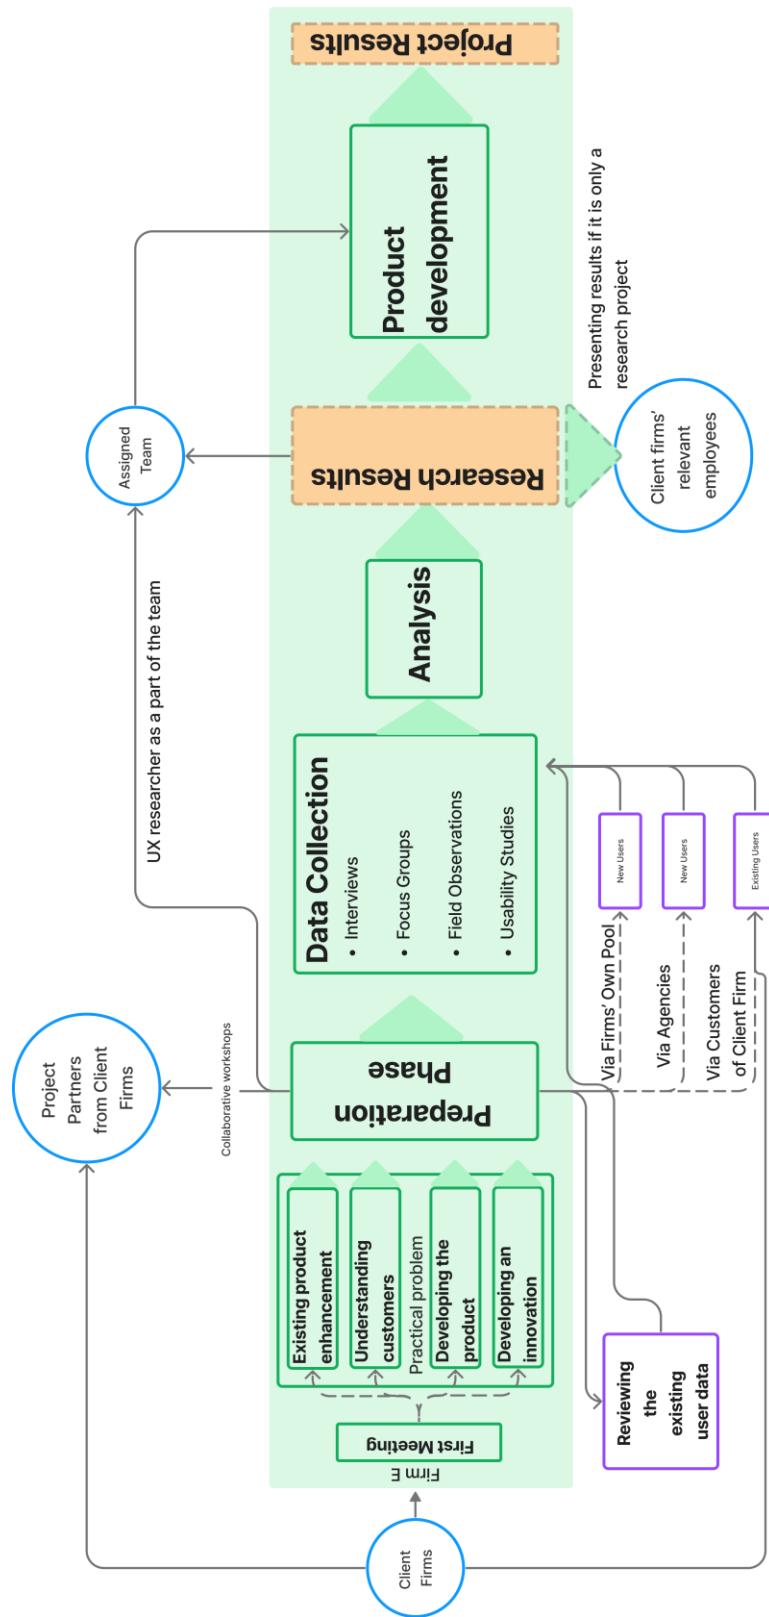 Client
Firms
Firm E
First Meeting
Existing product
enhancement
Understanding
customers
Practical problem
Developing the
product
Developing an
innovation
Project
Partners
from Client
Firms
Collaborative workshops
Preparation
Phase
Reviewing
the
existing
user data
Via Firms’ Own Pool
Via Agencies
Via Customers
of Client Firm
New Users
New Users
Existing Users
Data Collection
• Interviews
• Focus Groups
• Field Observations
• Usability Studies
UX researcher as a part of the team
Analysis
Assigned
Team
Research Results
Client firms’
relevant
employees
Presenting results if it is only a
research project
Product
development
Project Results